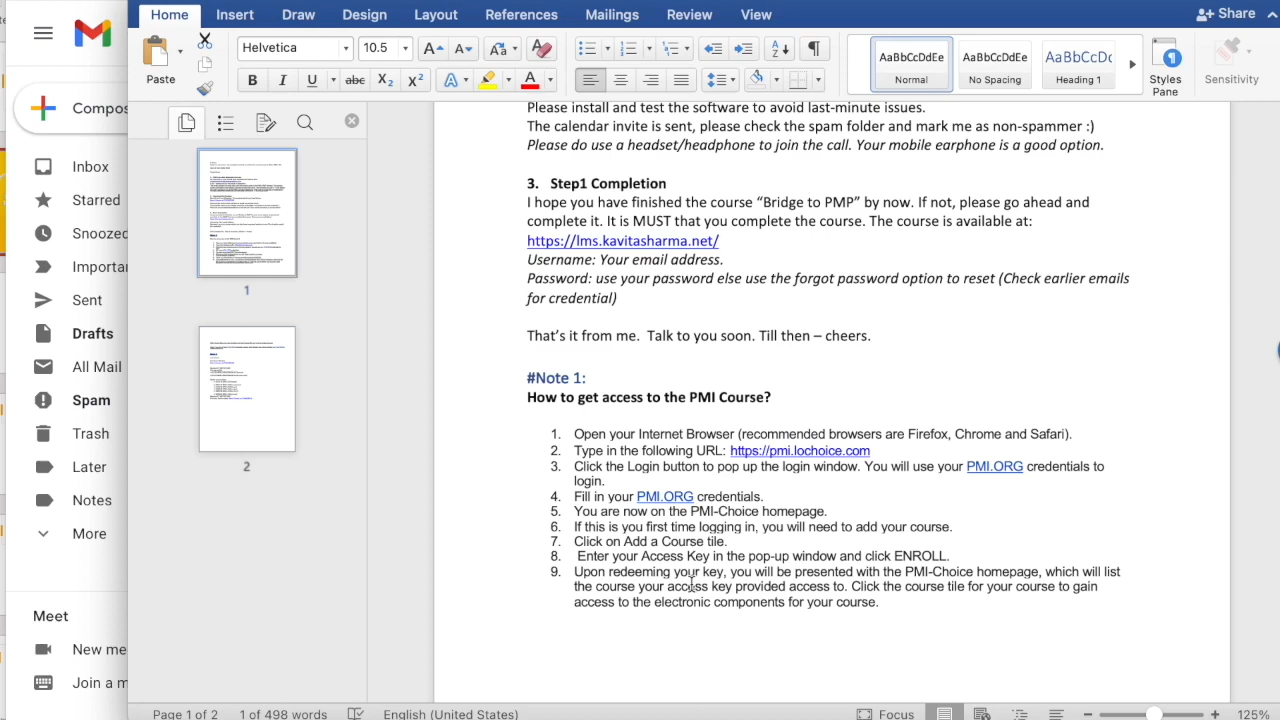 Home Insert Draw Design Layout References Mailings Review View Share
Helvetica 10.5
Paste
AaBbCcDdEe AaBbCcDdEe AaBbCcDc
Normal No Spacing Heading 1
Styles Pane
Sensitivity
Compos
Inbox
Starred
Snoozed
Importa
Sent
Drafts
All Mail
Spam
Trash
Later
Notes
More
Meet
New me
Join a m
1
2
Please install and test the software to avoid last-minute issues.
The calendar invite is sent, please check the spam folder and mark me as non-spammer :)
Please do use a headset/headphone to join the call. Your mobile earphone is a good option.
3. Step1 Completion
I hope you have finished the course “Bridge to PMP” by now. If not, please go ahead and
complete it. It is MUST that you complete the course. The course is available at:
https://lms.kavitasharma.net/
Username: Your email address.
Password: use your password else use the forgot password option to reset (Check earlier emails
for credential)
That’s it from me. Talk to you soon. Till then – cheers.
#Note 1:
How to get access to the PMI Course?
1. Open your Internet Browser (recommended browsers are Firefox, Chrome and Safari).
2. Type in the following URL: https://pmi.lochoice.com
3. Click the Login button to pop up the login window. You will use your PMI.ORG credentials to
login.
4. Fill in your PMI.ORG credentials.
5. You are now on the PMI-Choice homepage.
6. If this is you first time logging in, you will need to add your course.
7. Click on Add a Course tile.
8. Enter your Access Key in the pop-up window and click ENROLL.
9. Upon redeeming your key, you will be presented with the PMI-Choice homepage, which will list
the course your access key provided access to. Click the course tile for your course to gain
access to the electronic components for your course.
Page 1 of 2 1 of 498 words English (United States) Focus 125%